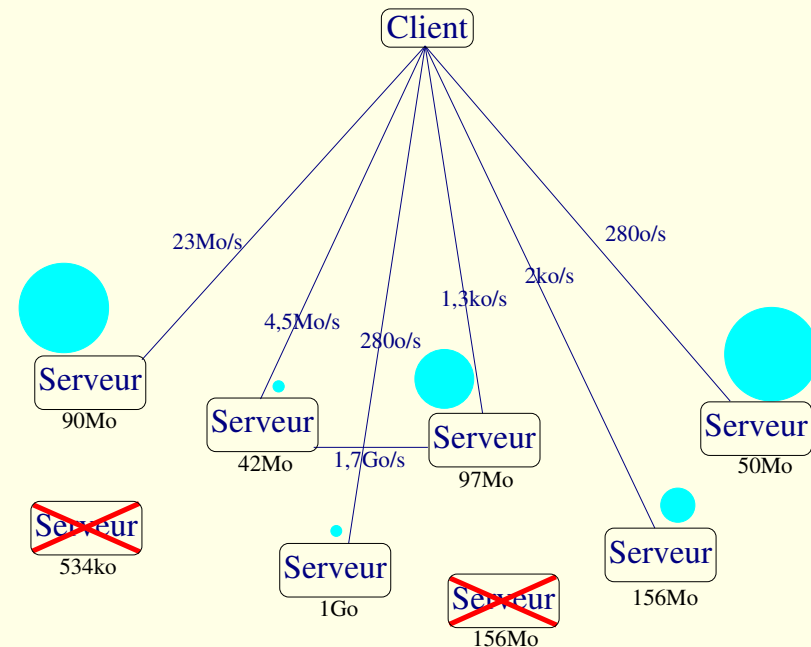 Client
23Mo/s
4,5Mo/s
280o/s
1,3ko/s
2ko/s
280o/s
Serveur
90Mo
Serveur
42Mo
1,7Go/s
Serveur
97Mo
Serveur
50Mo
Serveur
534ko
Serveur
1Go
Serveur
156Mo
Serveur
156Mo